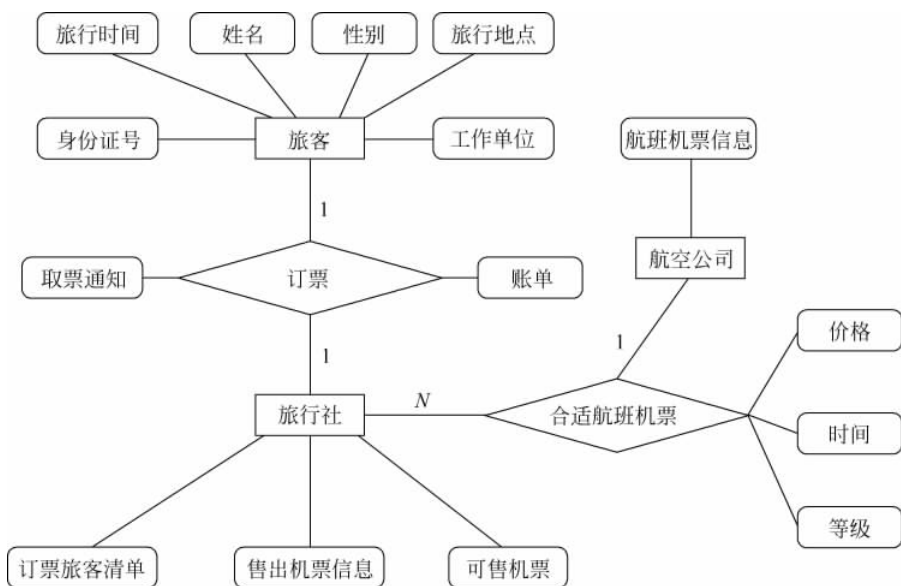 旅行时间
姓名
性别
旅行地点
身份证号
旅客
工作单位
航班机票信息
1
取票通知
订票
账单
航空公司
1
1
价格
旅行社
N
合适航班机票
时间
等级
订票旅客清单
售出机票信息
可售机票